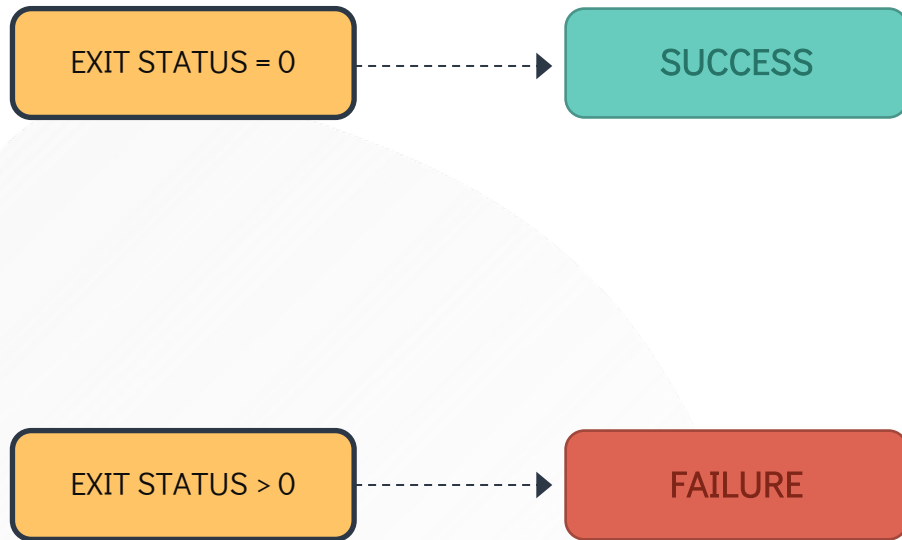 EXIT STATUS = 0
SUCCESS
EXIT STATUS > 0
FAILURE